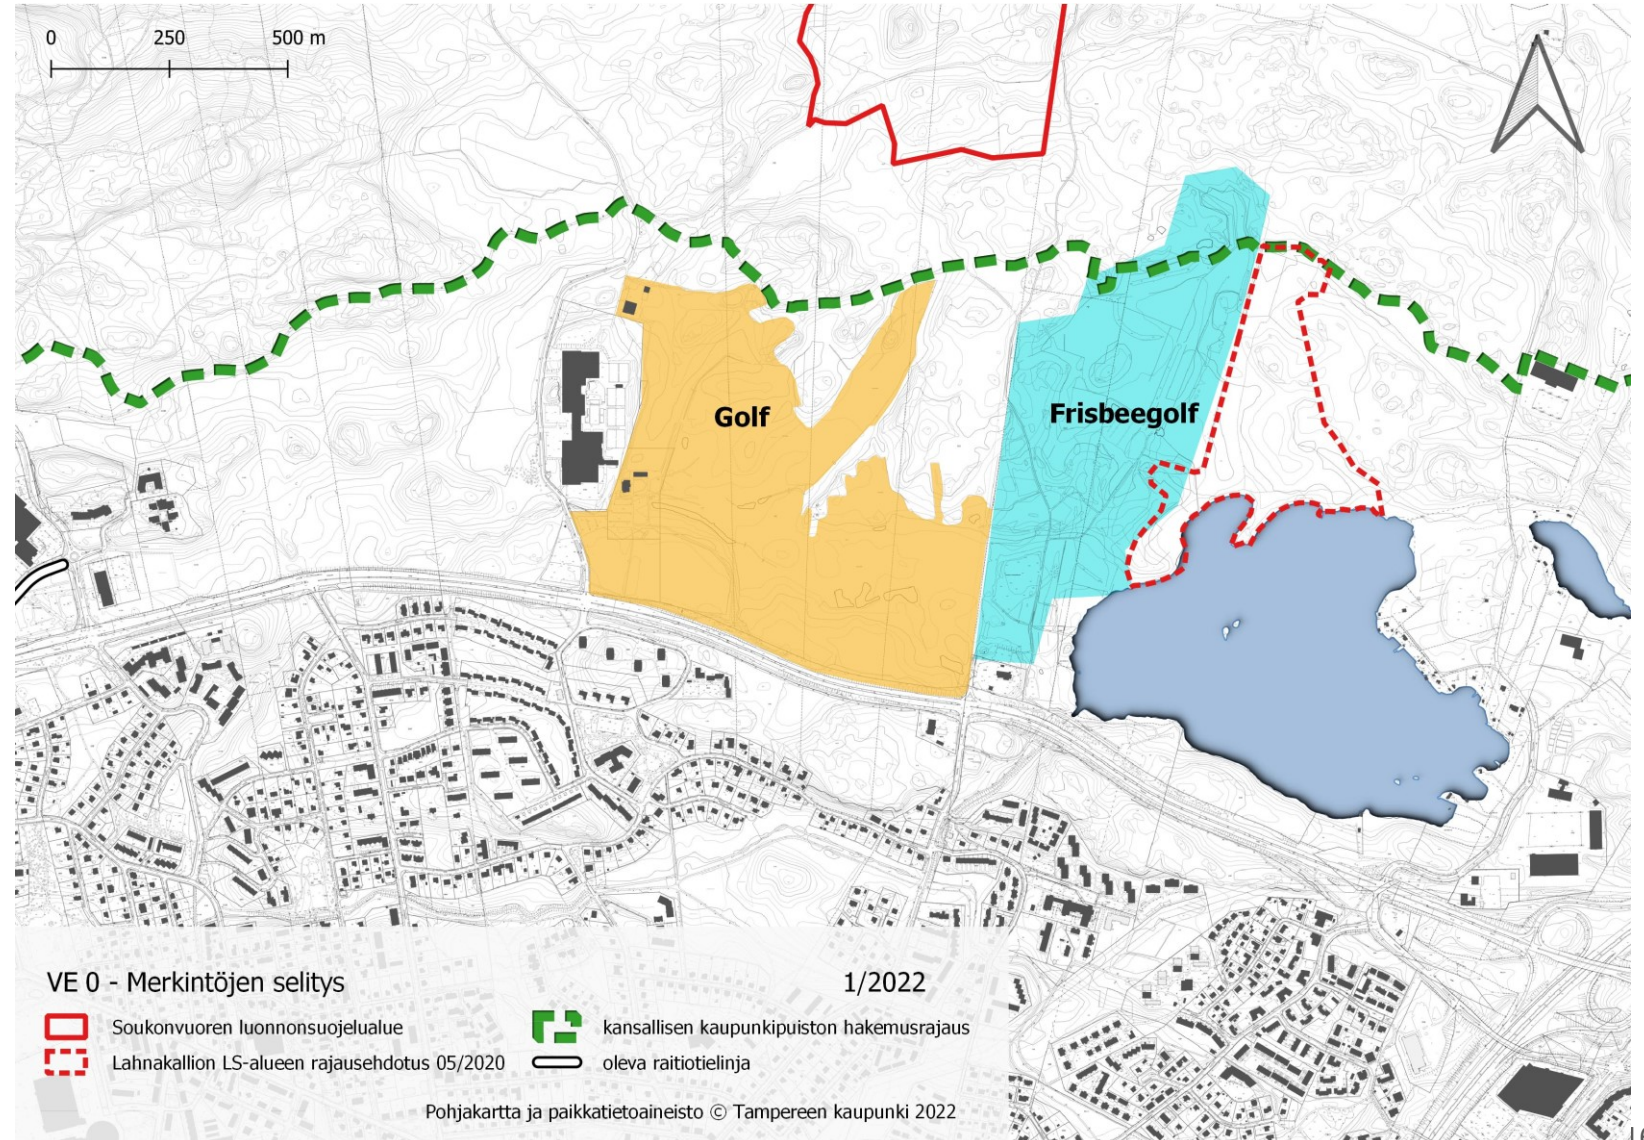 0 250 500 m
Golf
Frisbeegolf
VE 0 - Merkintöjen selitys 1/2022
Soukonvuoren luonnonsuojelualue
kansallisen kaupunkipuiston hakemusrajaus
Lahnakallion LS-alueen rajausehdotus 05/2020
oleva raitiotielinja
Pohjakartta ja paikkatietoaineisto © Tampereen kaupunki 2022